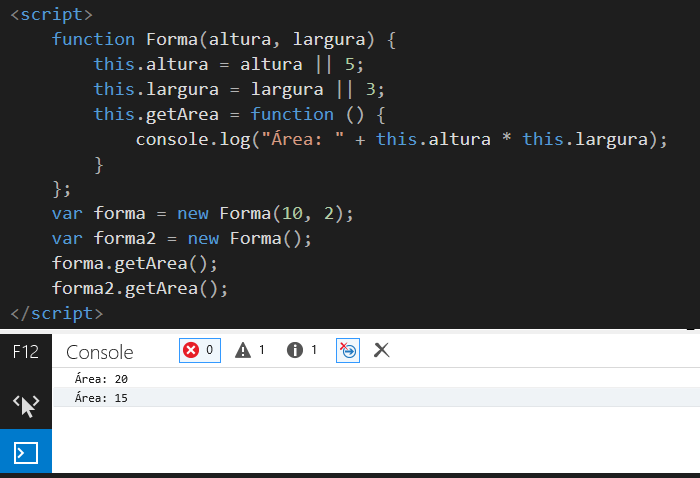 <script>
function Forma(altura, largura) {
this.altura = altura || 5;
this.largura = largura || 3;
this.getArea = function () {
console.log("Área: " + this.altura * this.largura);
}
};
var forma = new Forma(10, 2);
var forma2 = new Forma();
forma.getArea();
forma2.getArea();
</script>
F12 Console 0 1 1
Área: 20
Área: 15